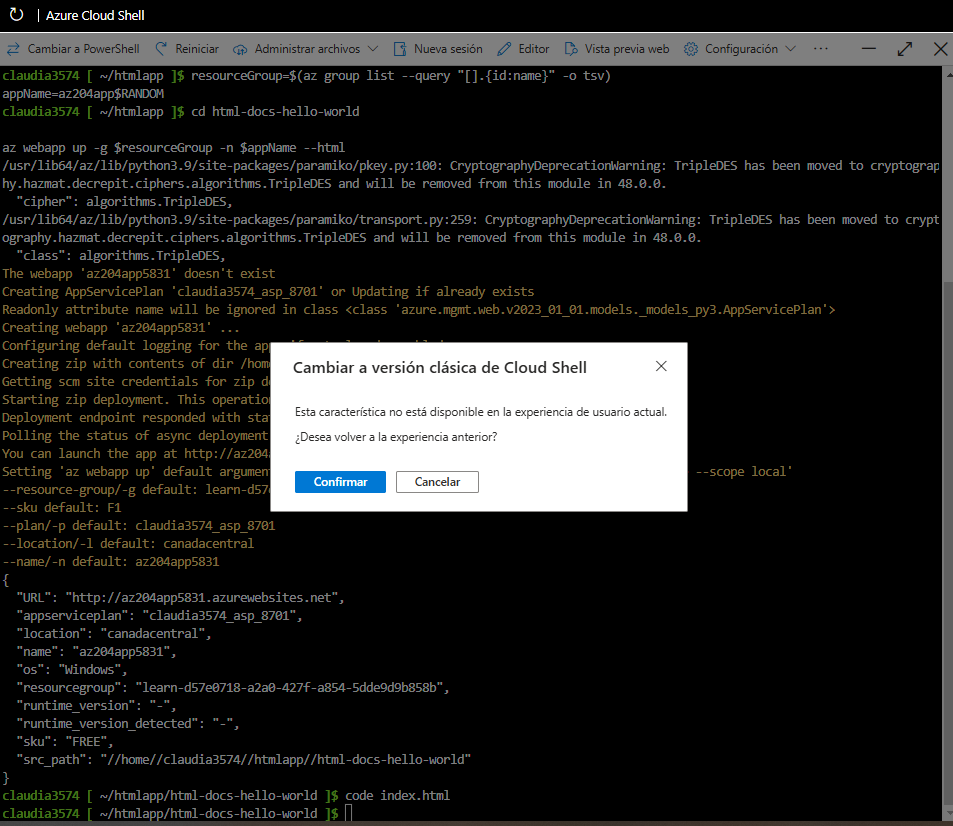 Azure Cloud Shell
Cambiar a PowerShell Reiniciar Administrar archivos Nueva sesión Editor Vista previa web Configuración ...
claudia3574 [ ~/htmlapp ]$ resourceGroup=$(az group list --query "[].{id:name}" -o tsv)
appName=az204app$RANDOM
claudia3574 [ ~/htmlapp ]$ cd html-docs-hello-world
az webapp up -g $resourceGroup -n $appName --html
/usr/lib64/az/lib/python3.9/site-packages/paramiko/pkey.py:100: CryptographyDeprecationWarning: TripleDES has been moved to cryptograp
hy.hazmat.decrepit.ciphers.algorithms.TripleDES and will be removed from this module in 48.0.0.
"cipher": algorithms.TripleDES,
/usr/lib64/az/lib/python3.9/site-packages/paramiko/transport.py:259: CryptographyDeprecationWarning: TripleDES has been moved to crypt
ography.hazmat.decrepit.ciphers.algorithms.TripleDES and will be removed from this module in 48.0.0.
"class": algorithms.TripleDES,
The webapp 'az204app5831' doesn't exist
Creating AppServicePlan 'claudia3574_asp_8701' or Updating if already exists
Readonly attribute name will be ignored in class <class 'azure.mgmt.web.v2023_01_01.models._models_py3.AppServicePlan'>
Creating webapp 'az204app5831' ...
Configuring default logging for the ap
Creating zip with contents of dir /home
Getting scm site credentials for zip d
Starting zip deployment. This operatio
Deployment endpoint responded with sta
Polling the status of async deployment
You can launch the app at http://az204
Setting 'az webapp up' default argumen --scope local'
--resource-group/-g default: learn-d57
--sku default: F1
--plan/-p default: claudia3574_asp_8701
--location/-l default: canadacentral
--name/-n default: az204app5831
{
"URL": "http://az204app5831.azurewebsites.net",
"appserviceplan": "claudia3574_asp_8701",
"location": "canadacentral",
"name": "az204app5831",
"os": "Windows",
"resourcegroup": "learn-d57e0718-a2a0-427f-a854-5dde9d9b858b",
"runtime_version": "-",
"runtime_version_detected": "-",
"sku": "FREE",
"src_path": "//home//claudia3574//htmlapp//html-docs-hello-world"
}
claudia3574 [ ~/htmlapp/html-docs-hello-world ]$ code index.html
claudia3574 [ ~/htmlapp/html-docs-hello-world ]$
Cambiar a versión clásica de Cloud Shell
Esta característica no está disponible en la experiencia de usuario actual.
¿Desea volver a la experiencia anterior?
Confirmar Cancelar